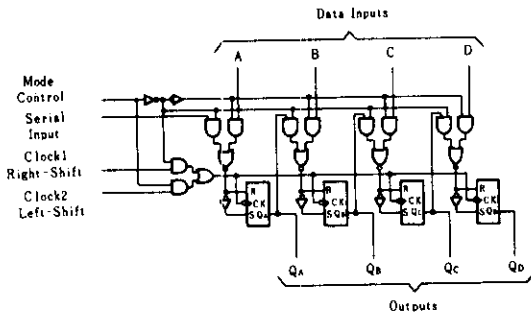 Data Inputs
A B C D
Mode
Control
Serial
Input
Clock1
Right-Shift
Clock2
Left-Shift
R R R R
CK CK CK CK
S QA S QB S QC S QD
QA QB QC QD
Outputs